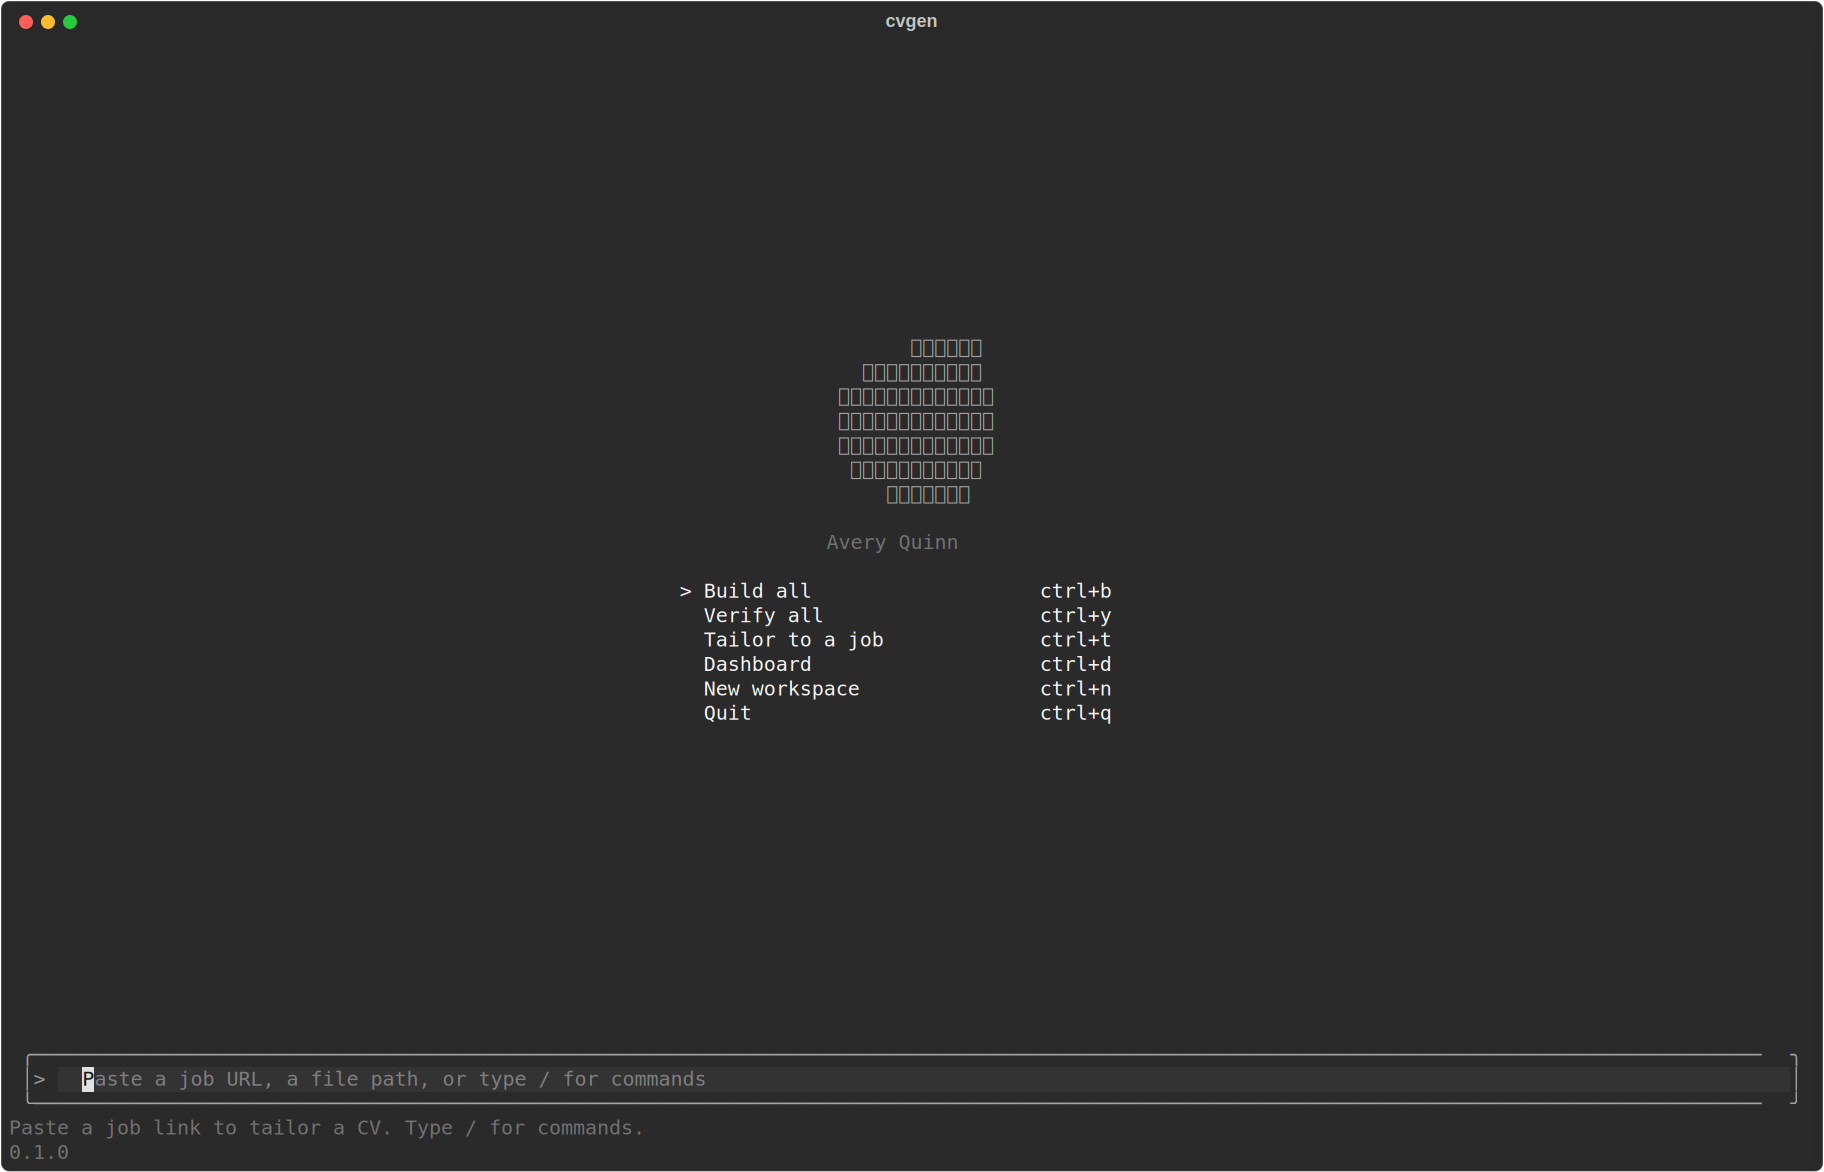 cvgen
Avery Quinn
> Build all ctrl+b
Verify all ctrl+y
Tailor to a job ctrl+t
Dashboard ctrl+d
New workspace ctrl+n
Quit ctrl+q
> Paste a job URL, a file path, or type / for commands
Paste a job link to tailor a CV. Type / for commands.
0.1.0